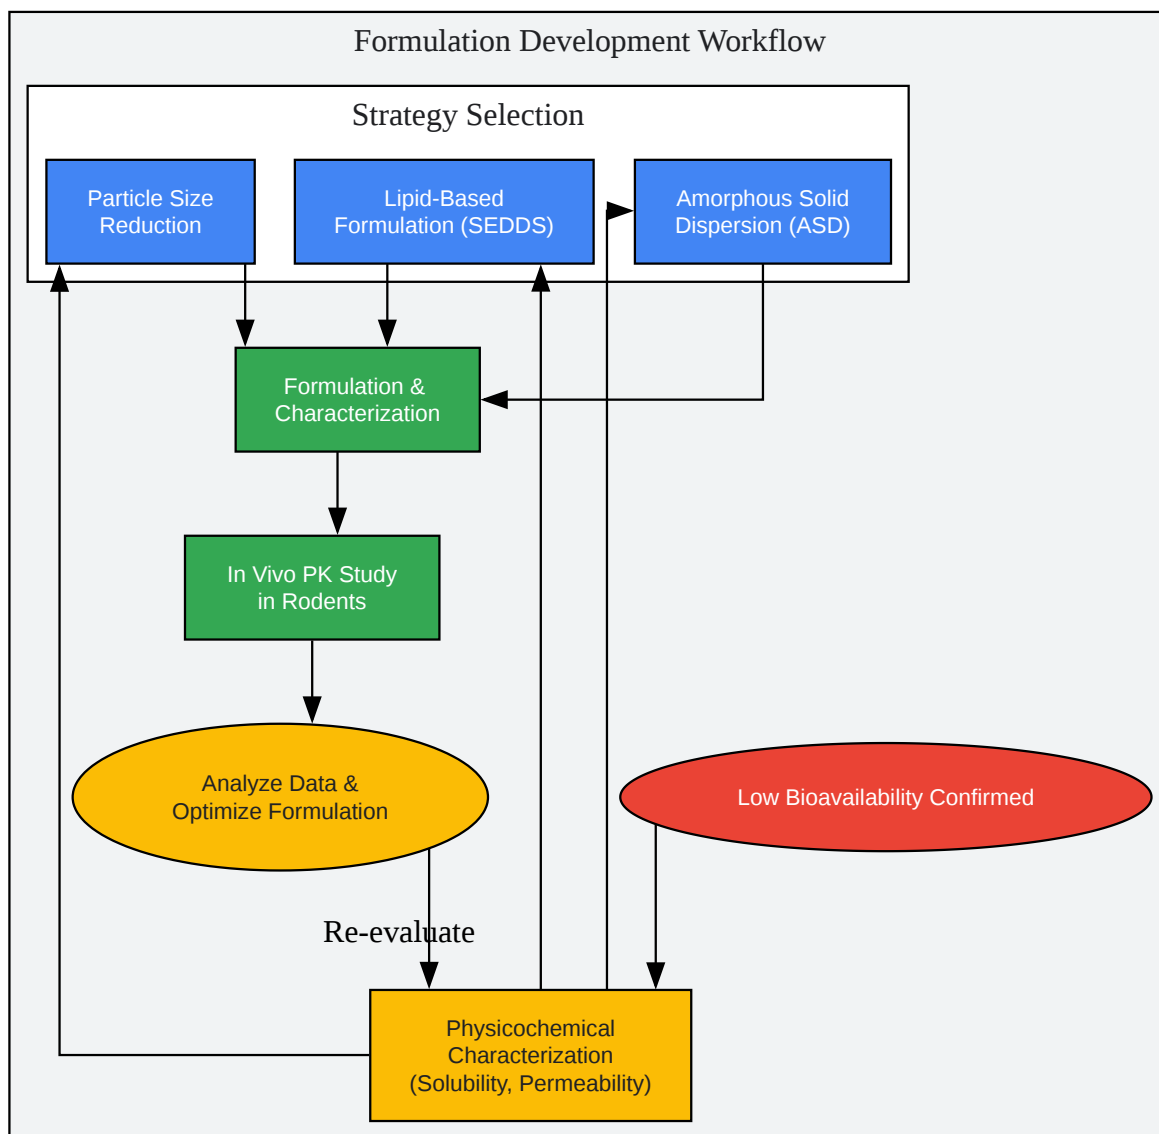 Formulation Development Workflow
Strategy Selection
Particle Size
Reduction
Lipid-Based
Formulation (SEDDS)
Amorphous Solid
Dispersion (ASD)
Formulation &
Characterization
In Vivo PK Study
in Rodents
Analyze Data &
Optimize Formulation
Low Bioavailability Confirmed
Re-evaluate
Physicochemical
Characterization
(Solubility, Permeability)